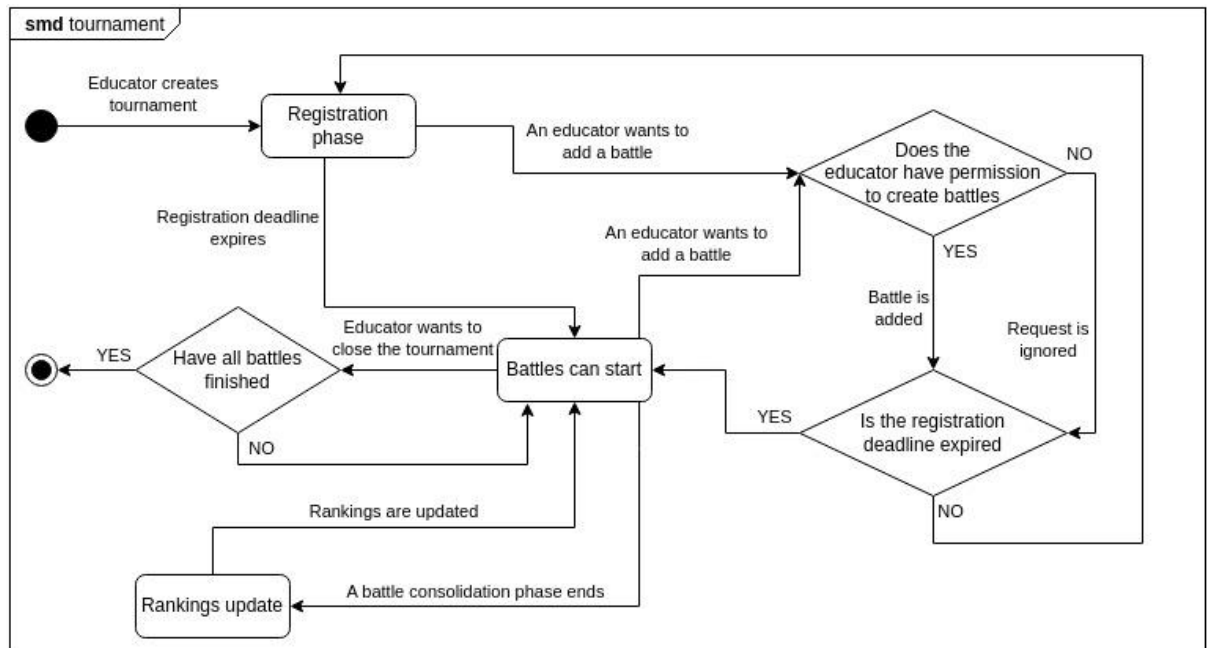 smd tournament
Educator creates
tournament
Registration
phase
An educator wants to
add a battle
Does the
educator have permission
to create battles
NO
YES
Registration deadline
expires
An educator wants to
add a battle
Battle is
added
Request is
ignored
Educator wants to
close the tournament
Battles can start
Have all battles
finished
YES
NO
Is the registration
deadline expired
YES
NO
Rankings are updated
Rankings update
A battle consolidation phase ends